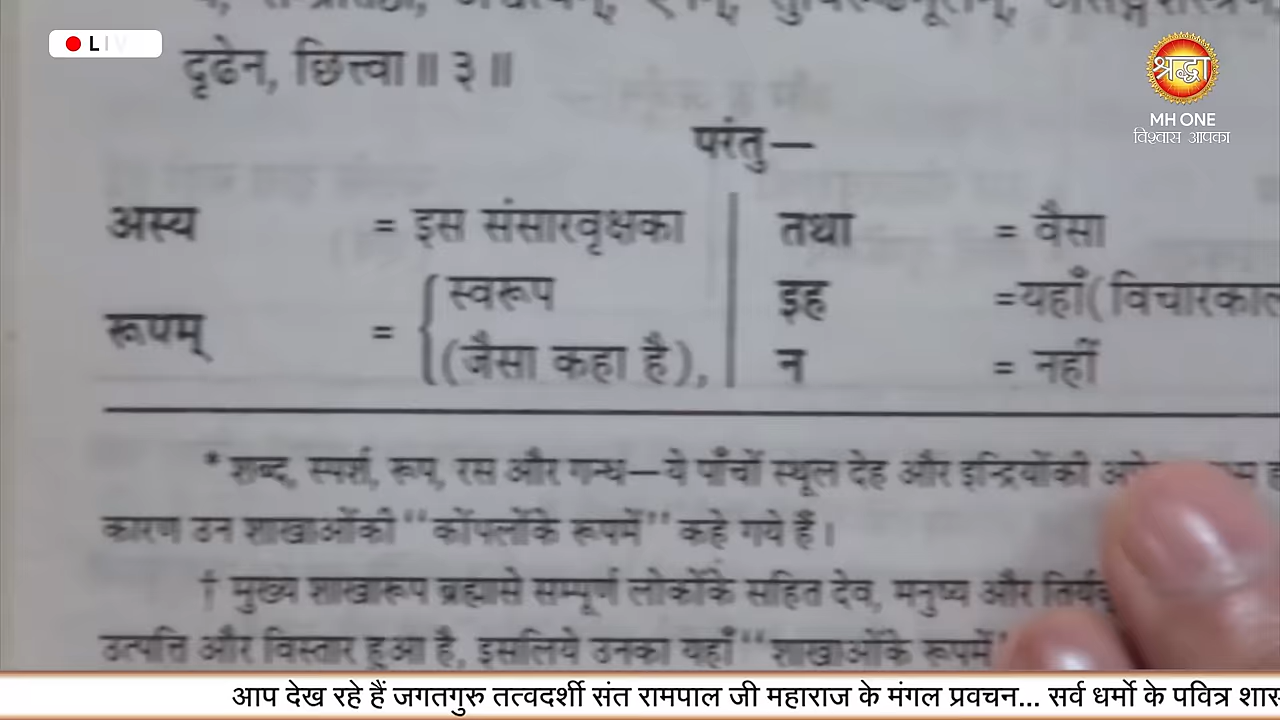 LIV
श्रद्धा
MH ONE
विश्वास आपका
दृढेन, छित्त्वा ॥ ३ ॥
परंतु—
अस्य = इस संसारवृक्षका तथा = वैसा
रूपम् = स्वरूप (जैसा कहा है), इह =यहाँ(विचारकाल
न = नहीं
* शब्द, स्पर्श, रूप, रस और गन्ध—ये पाँचों स्थूल देह और इन्द्रियोंकी
कारण उन शाखाओंकी ‘‘कोंपलोंके रूपमें’’ कहे गये हैं।
† मुख्य शाखारूप ब्रह्मासे सम्पूर्ण लोकोंके सहित देव, मनुष्य और
उत्पत्ति और विस्तार हुआ है, इसलिये उनका यहाँ ‘‘शाखाओंके रूपमें’
आप देख रहे हैं जगतगुरु तत्वदर्शी संत रामपाल जी महाराज के मंगल प्रवचन... सर्व धर्मो के पवित्र शास